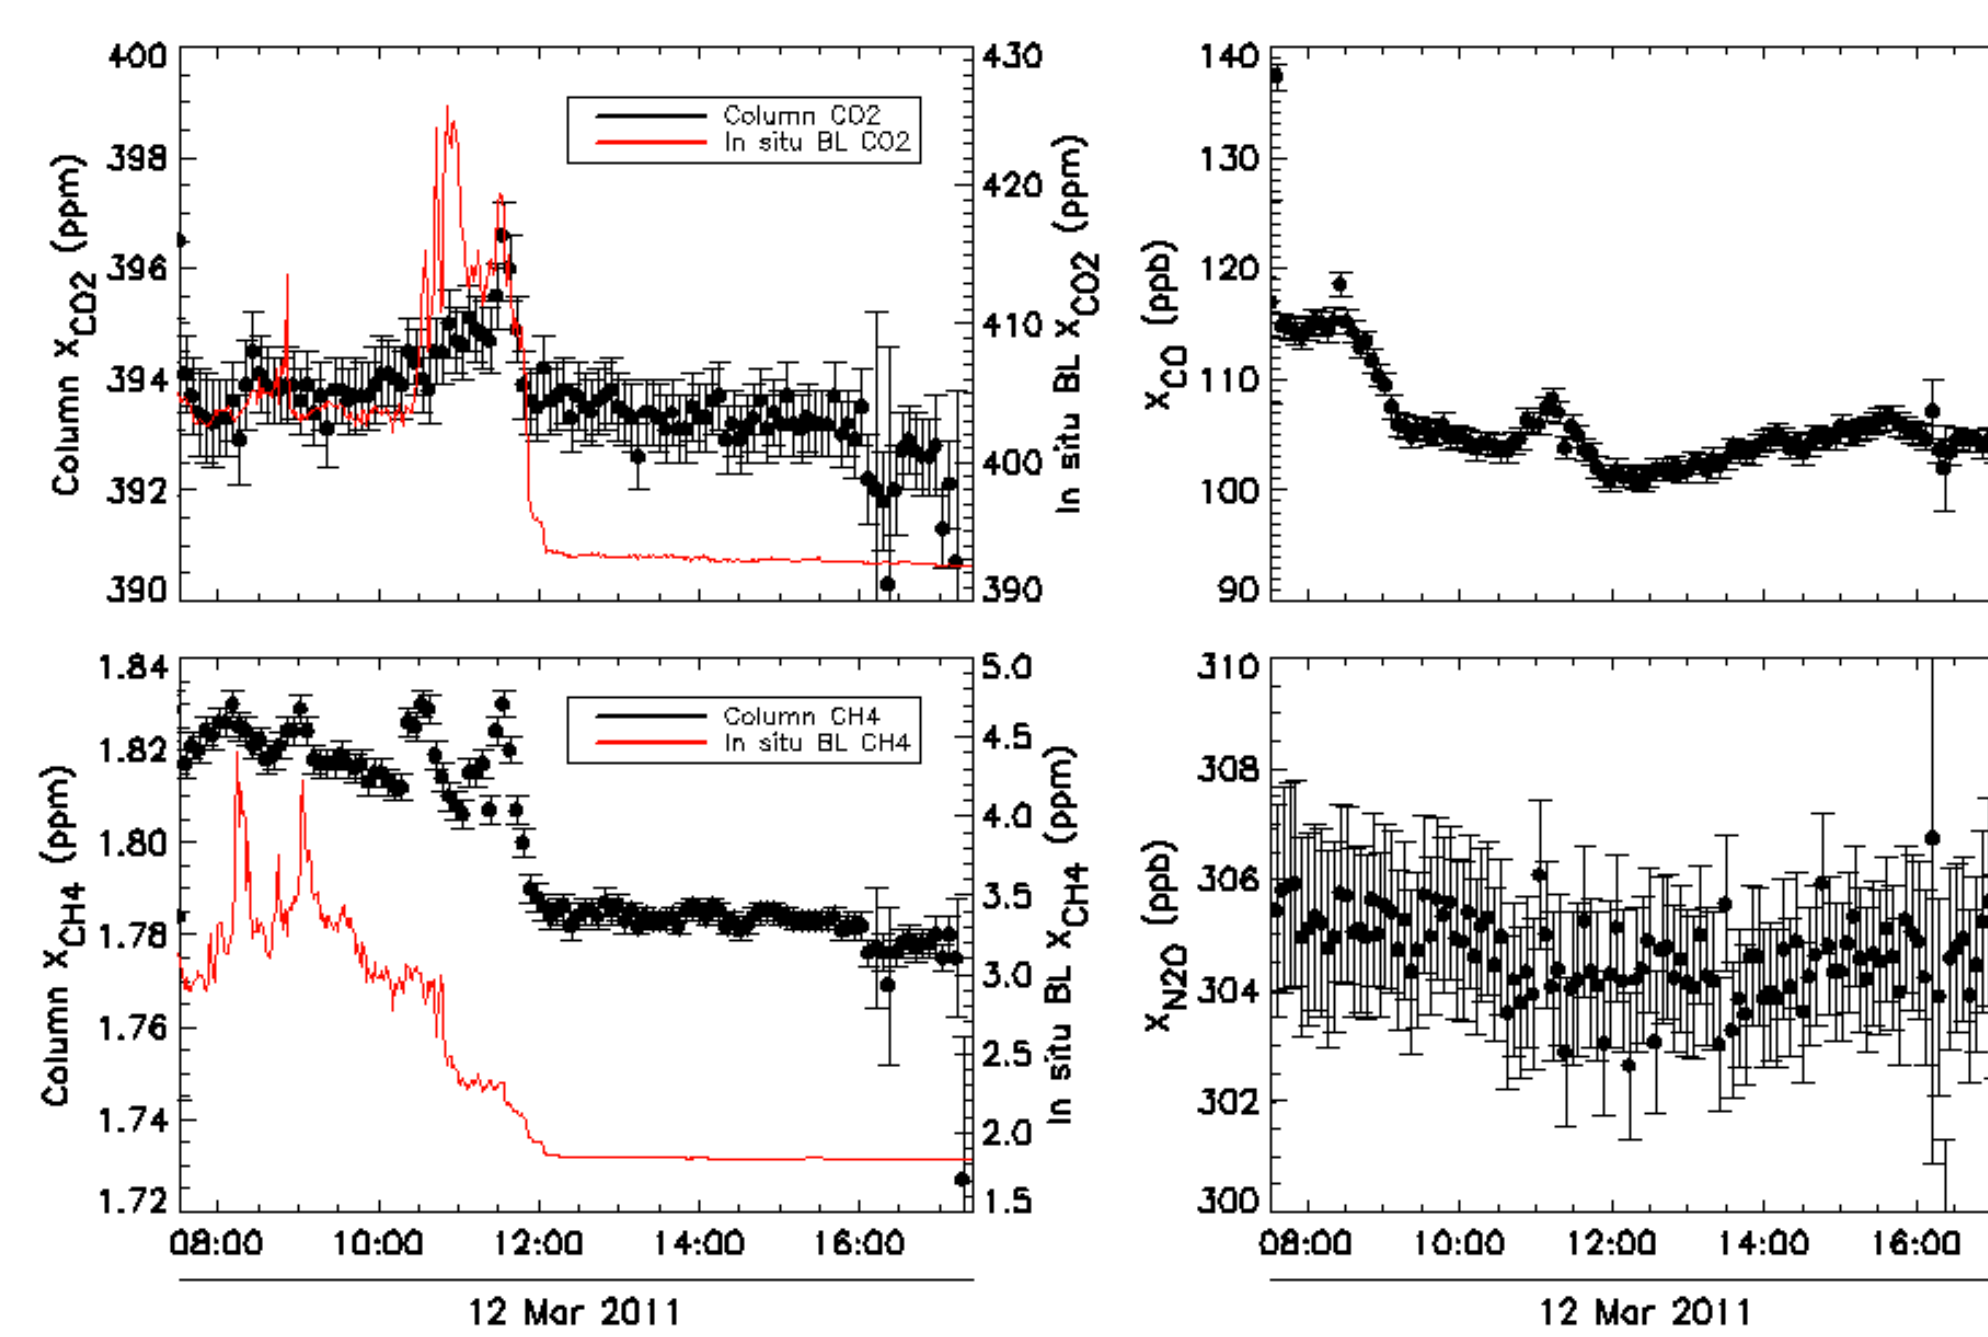 400
398
396
394
392
390
Column XCO2 (ppm)
430
420
410
400
390
In situ BL XCO2 (ppm)
Column CO2
In situ BL CO2
140
130
120
110
100
90
XCO (ppb)
1.84
1.82
1.80
1.78
1.76
1.74
1.72
Column XCH4 (ppm)
5.0
4.5
4.0
3.5
3.0
2.5
2.0
1.5
In situ BL XCH4 (ppm)
Column CH4
In situ BL CH4
08:00 10:00 12:00 14:00 16:00
12 Mar 2011
310
308
306
304
302
300
XN2O (ppb)
08:00 10:00 12:00 14:00 16:00
12 Mar 2011